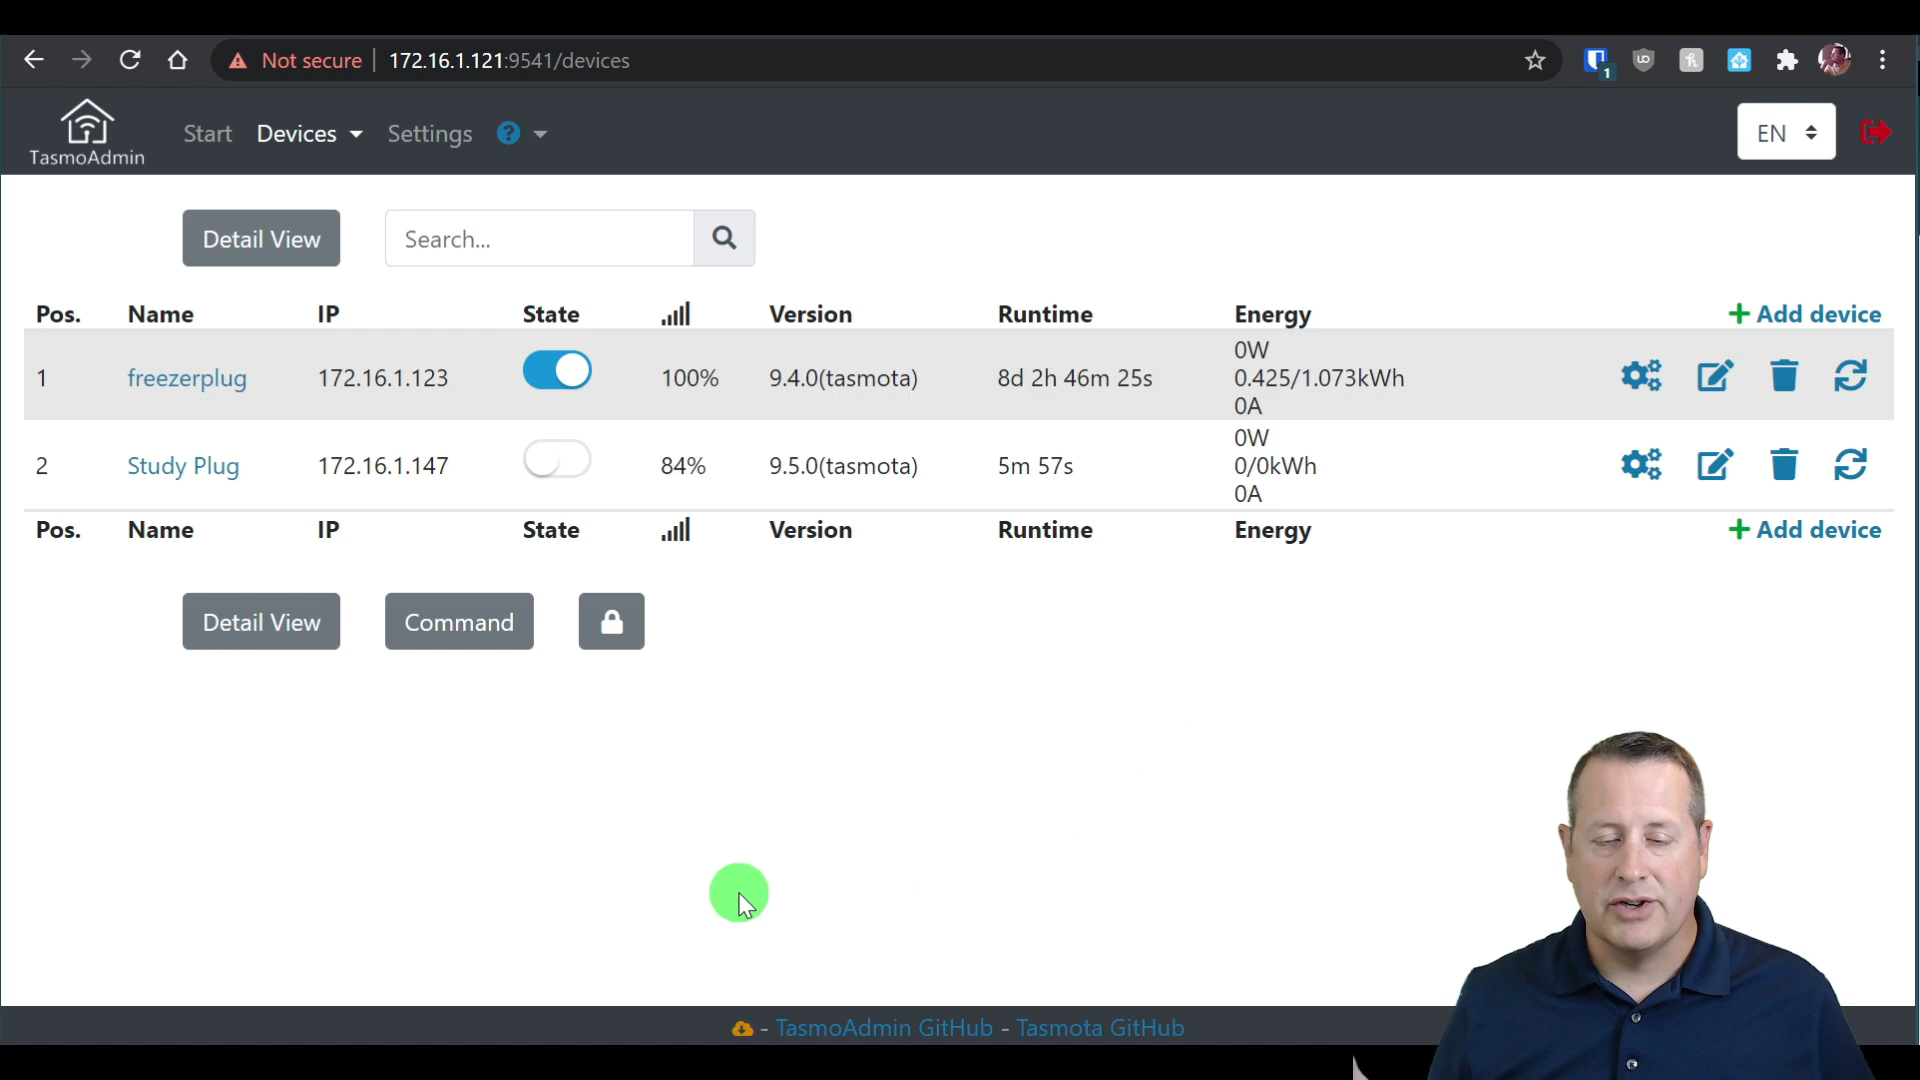 Not secure | 172.16.1.121:9541/devices
1
TasmoAdmin
Start Devices Settings ?
EN
Detail View
Search...
Pos. Name IP State Version Runtime Energy + Add device
1 freezerplug 172.16.1.123 100% 9.4.0(tasmota) 8d 2h 46m 25s
0W
0.425/1.073kWh
0A
2 Study Plug 172.16.1.147 84% 9.5.0(tasmota) 5m 57s
0W
0/0kWh
0A
Pos. Name IP State Version Runtime Energy + Add device
Detail View Command
- TasmoAdmin GitHub - Tasmota GitHub